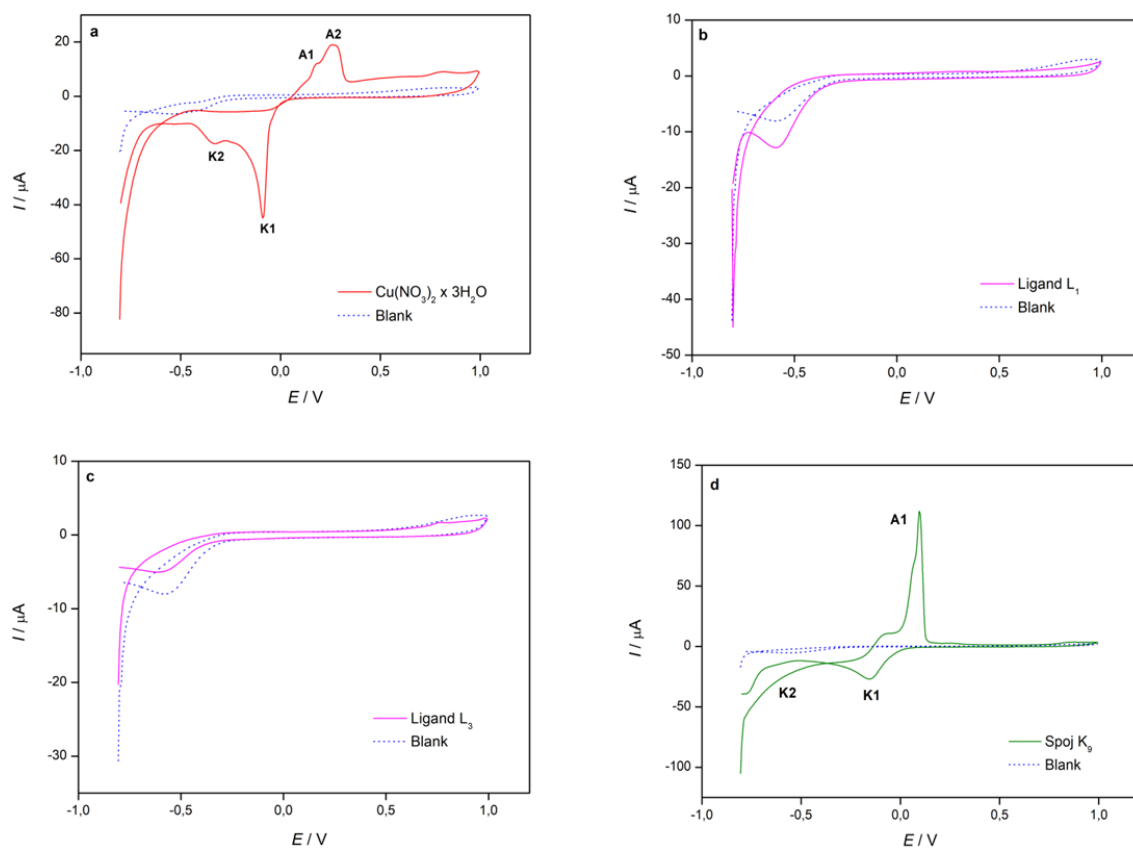 a
A2
A1
20
0
-20
-40
-60
-80
I / µA
K2
K1
Cu(NO3)2 x 3H2O
Blank
-1,0
-0,5
0,0
0,5
1,0
E / V
b
10
0
-10
-20
-30
-40
-50
I / µA
Ligand L1
Blank
-1,0
-0,5
0,0
0,5
1,0
E / V
c
10
0
-10
-20
-30
I / µA
Ligand L3
Blank
-1,0
-0,5
0,0
0,5
1,0
E / V
d
150
100
50
0
-50
-100
I / µA
A1
K2
K1
Spoj K9
Blank
-1,0
-0,5
0,0
0,5
1,0
E / V